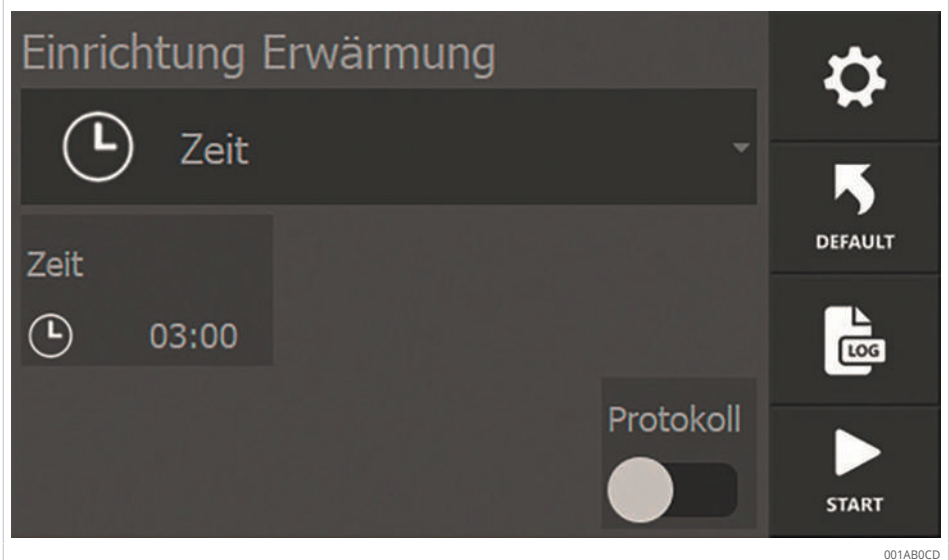 Einrichtung Erwärmung
Zeit
DEFAULT
Zeit
03:00
LOG
Protokoll
START
001AB0CD